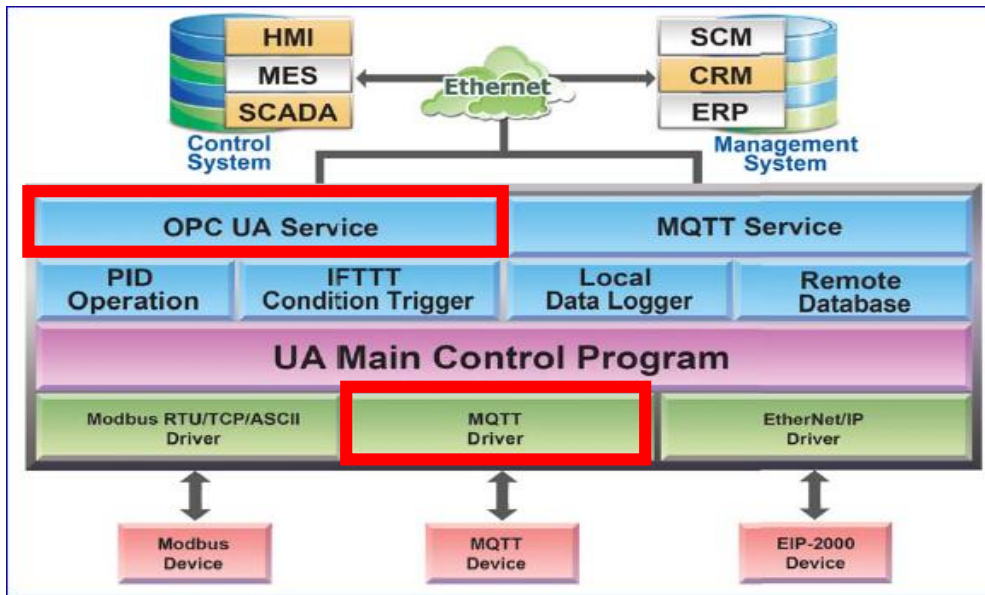 HMI
MES
SCADA
Control
System
Ethernet
SCM
CRM
ERP
Management
System
OPC UA Service
MQTT Service
PID
Operation
IFTTT
Condition Trigger
Local
Data Logger
Remote
Database
UA Main Control Program
Modbus RTU/TCP/ASCII
Driver
MQTT
Driver
EtherNet/IP
Driver
Modbus
Device
MQTT
Device
EIP-2000
Device